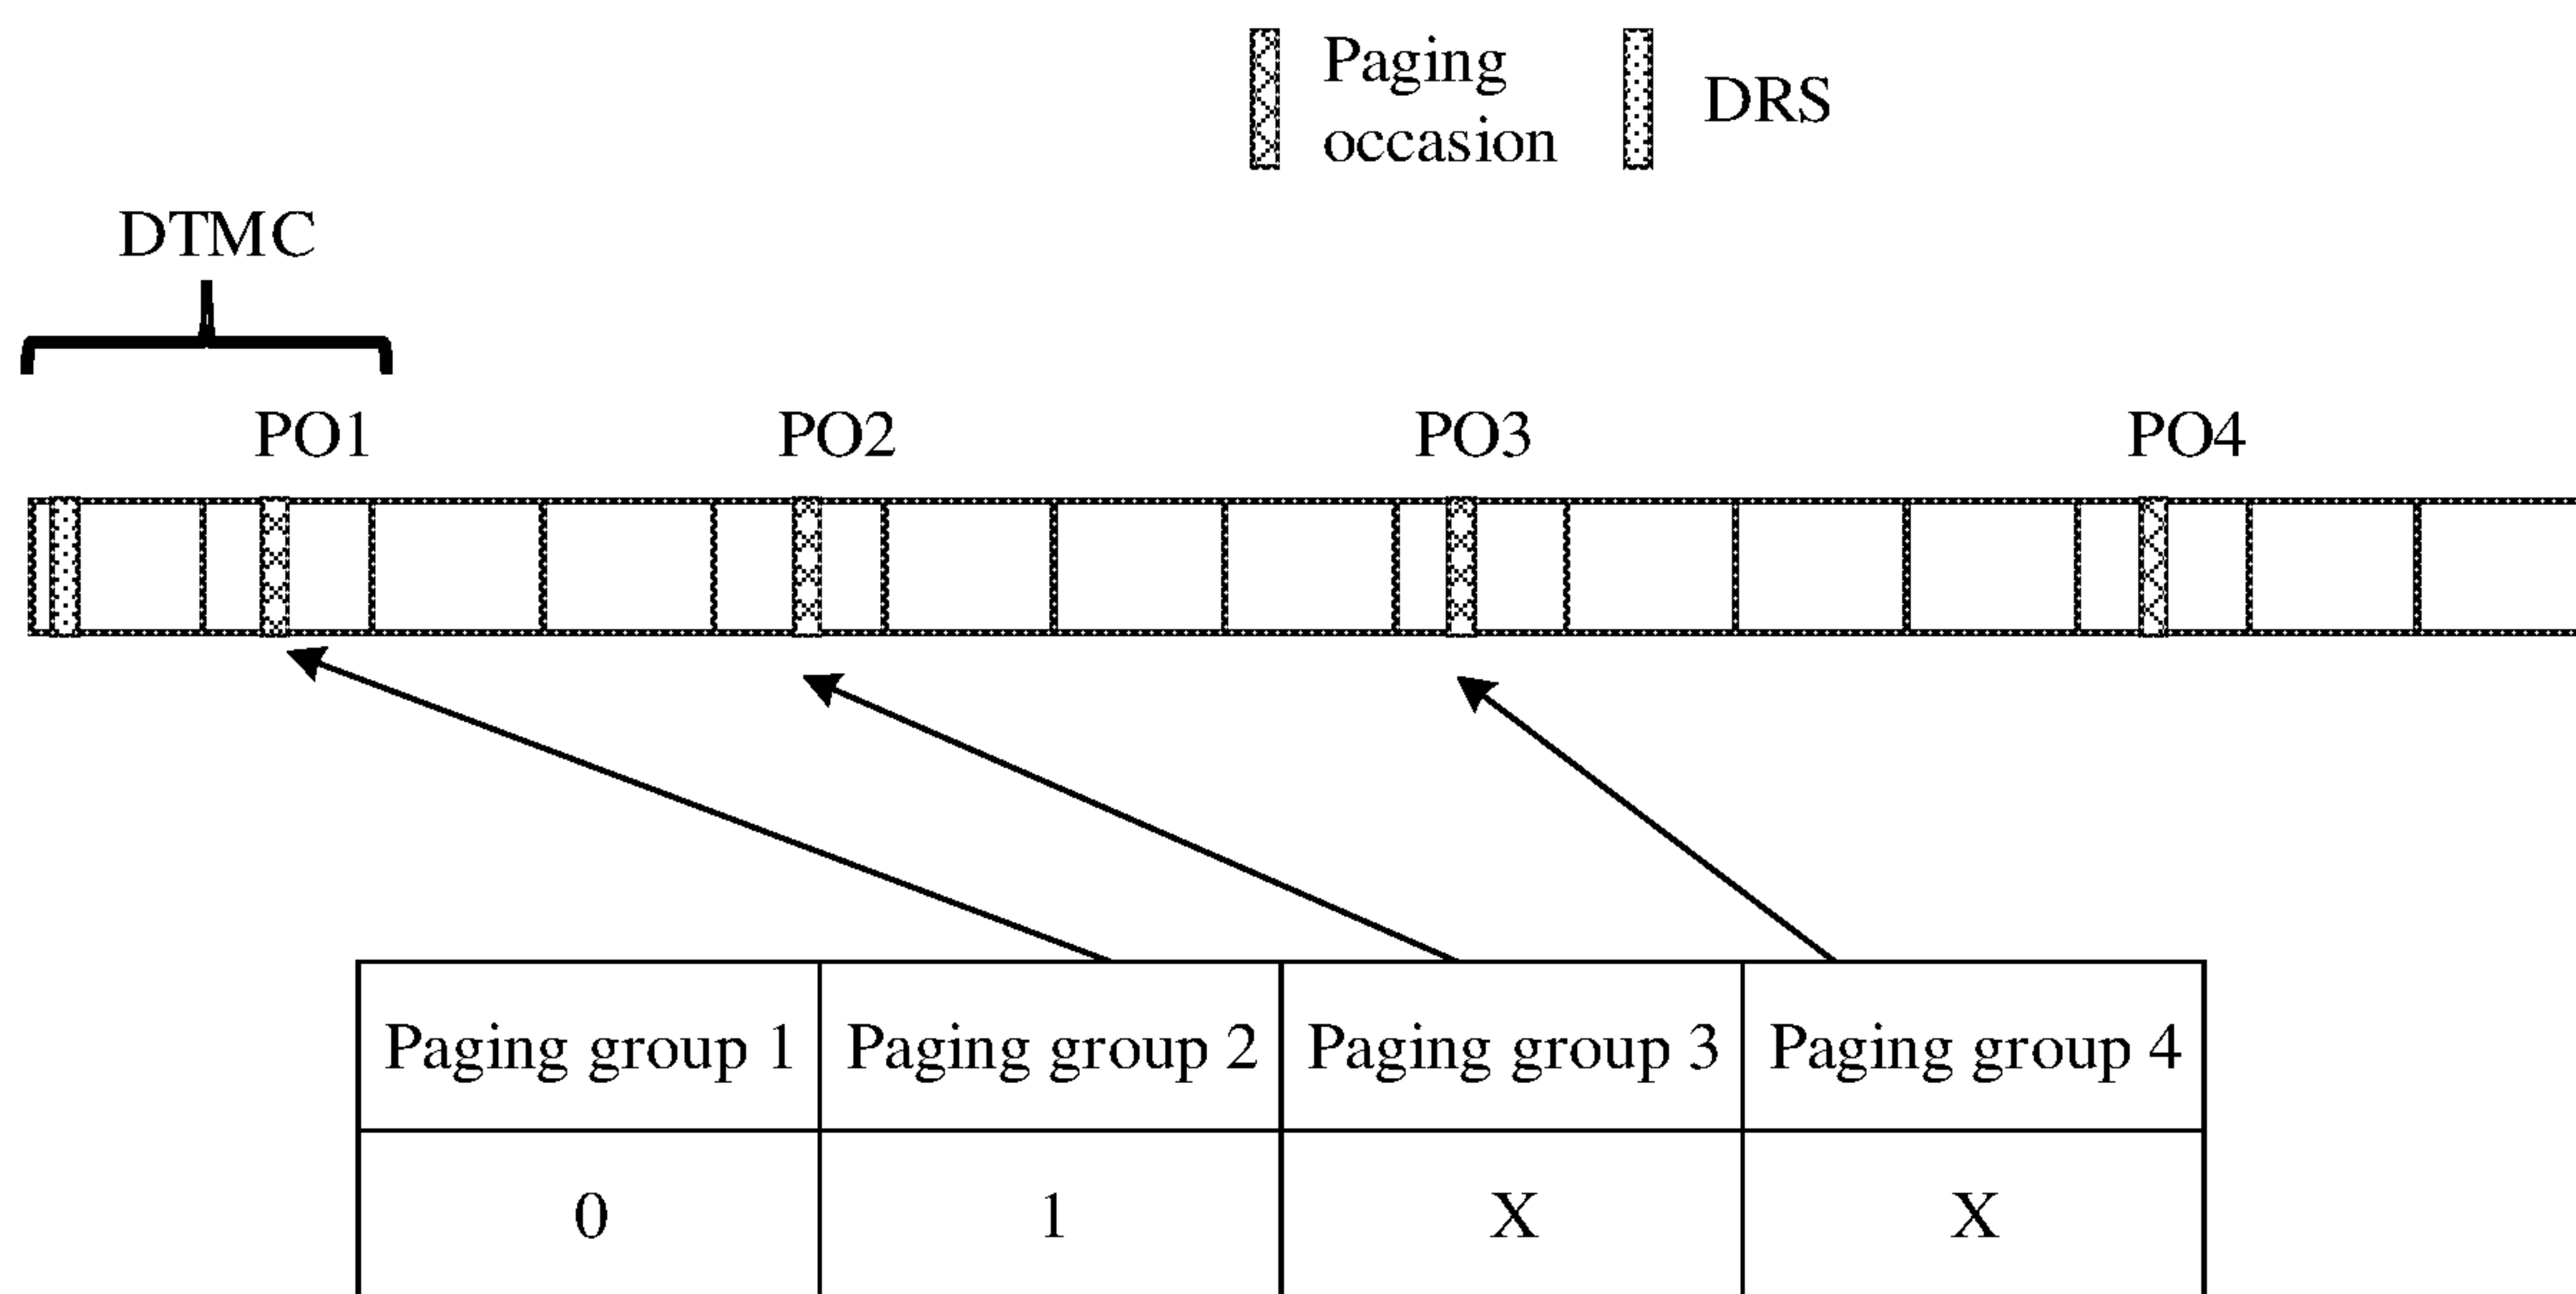 Paging
occasion
DRS
DTMC
PO1 PO2 PO3 PO4
Paging group 1 Paging group 2 Paging group 3 Paging group 4
0 1 X X